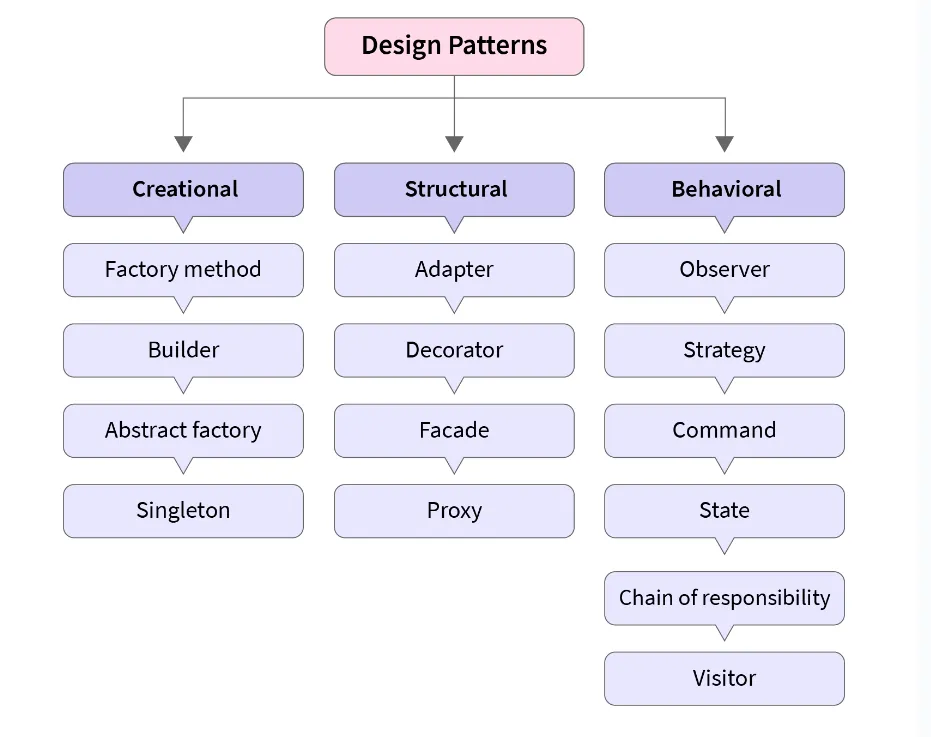 Design Patterns
Creational
Factory method
Builder
Abstract factory
Singleton
Structural
Adapter
Decorator
Facade
Proxy
Behavioral
Observer
Strategy
Command
State
Chain of responsibility
Visitor